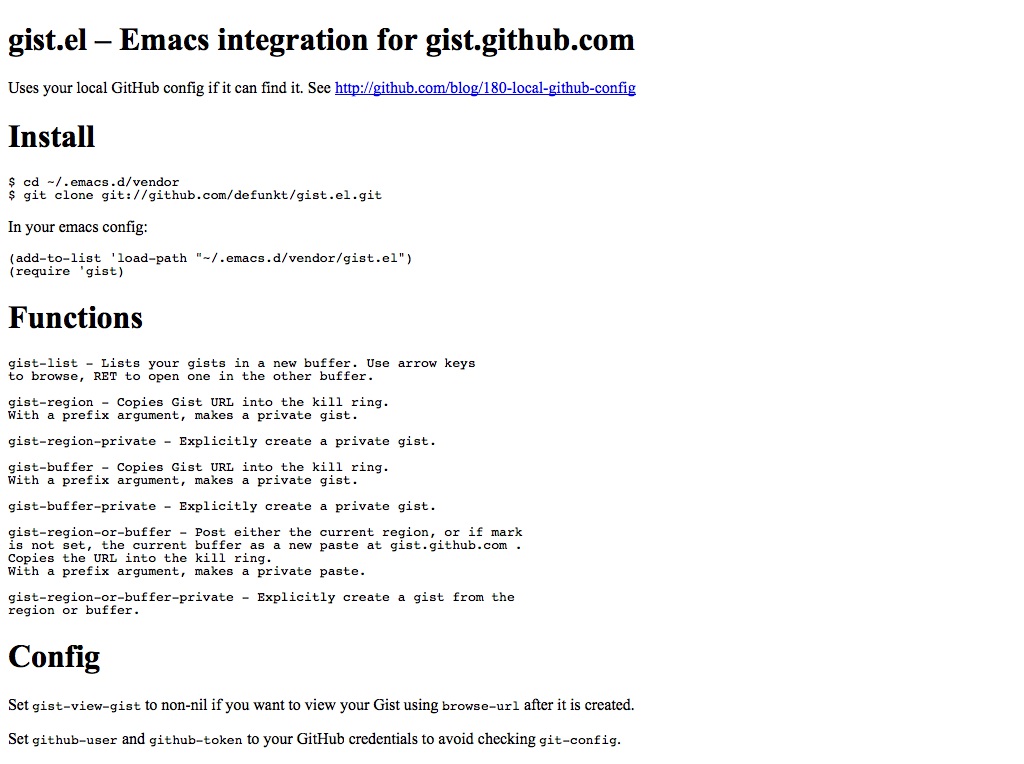 gist.el – Emacs integration for gist.github.com
Uses your local GitHub config if it can find it. See http://github.com/blog/180-local-github-config
Install
$ cd ~/.emacs.d/vendor
$ git clone git://github.com/defunkt/gist.el.git
In your emacs config:
(add-to-list 'load-path "~/.emacs.d/vendor/gist.el")
(require 'gist)
Functions
gist-list - Lists your gists in a new buffer. Use arrow keys
to browse, RET to open one in the other buffer.
gist-region - Copies Gist URL into the kill ring.
With a prefix argument, makes a private gist.
gist-region-private - Explicitly create a private gist.
gist-buffer - Copies Gist URL into the kill ring.
With a prefix argument, makes a private gist.
gist-buffer-private - Explicitly create a private gist.
gist-region-or-buffer - Post either the current region, or if mark
is not set, the current buffer as a new paste at gist.github.com .
Copies the URL into the kill ring.
With a prefix argument, makes a private paste.
gist-region-or-buffer-private - Explicitly create a gist from the
region or buffer.
Config
Set gist-view-gist to non-nil if you want to view your Gist using browse-url after it is created.
Set github-user and github-token to your GitHub credentials to avoid checking git-config.